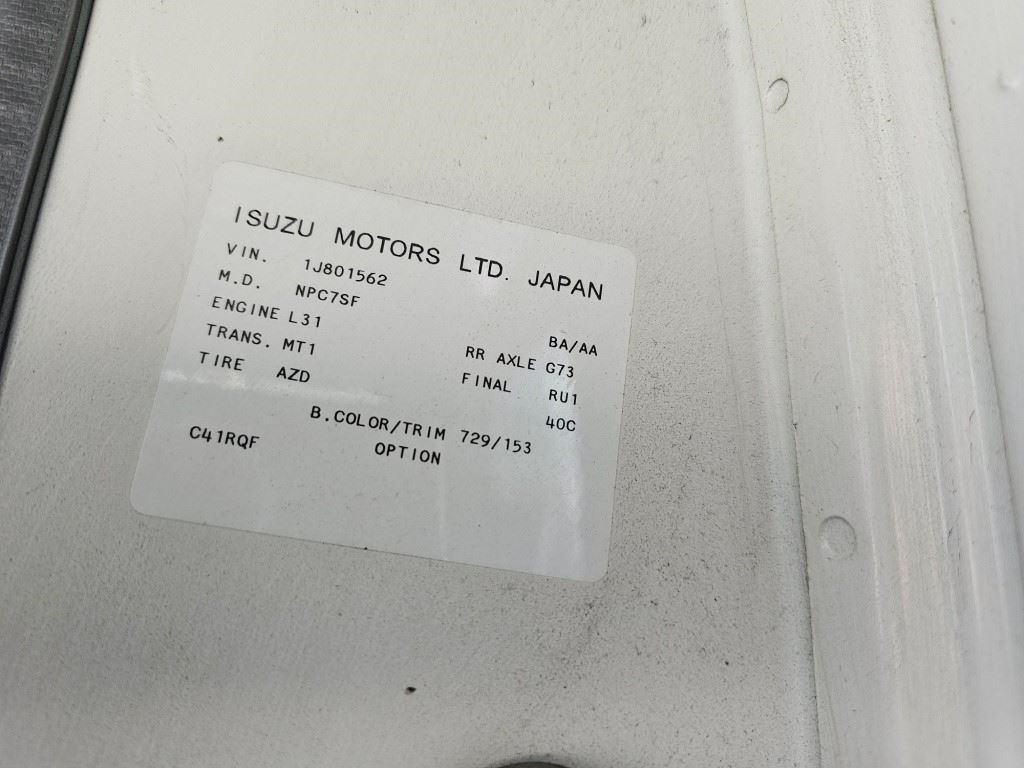 ISUZU MOTORS LTD. JAPAN
VIN. 1J801562
M.D. NPC7SF BA/AA
ENGINE L31 RR AXLE G73
TRANS. MT1 FINAL RU1
TIRE AZD 40C
B.COLOR/TRIM 729/153
C41RQF OPTION